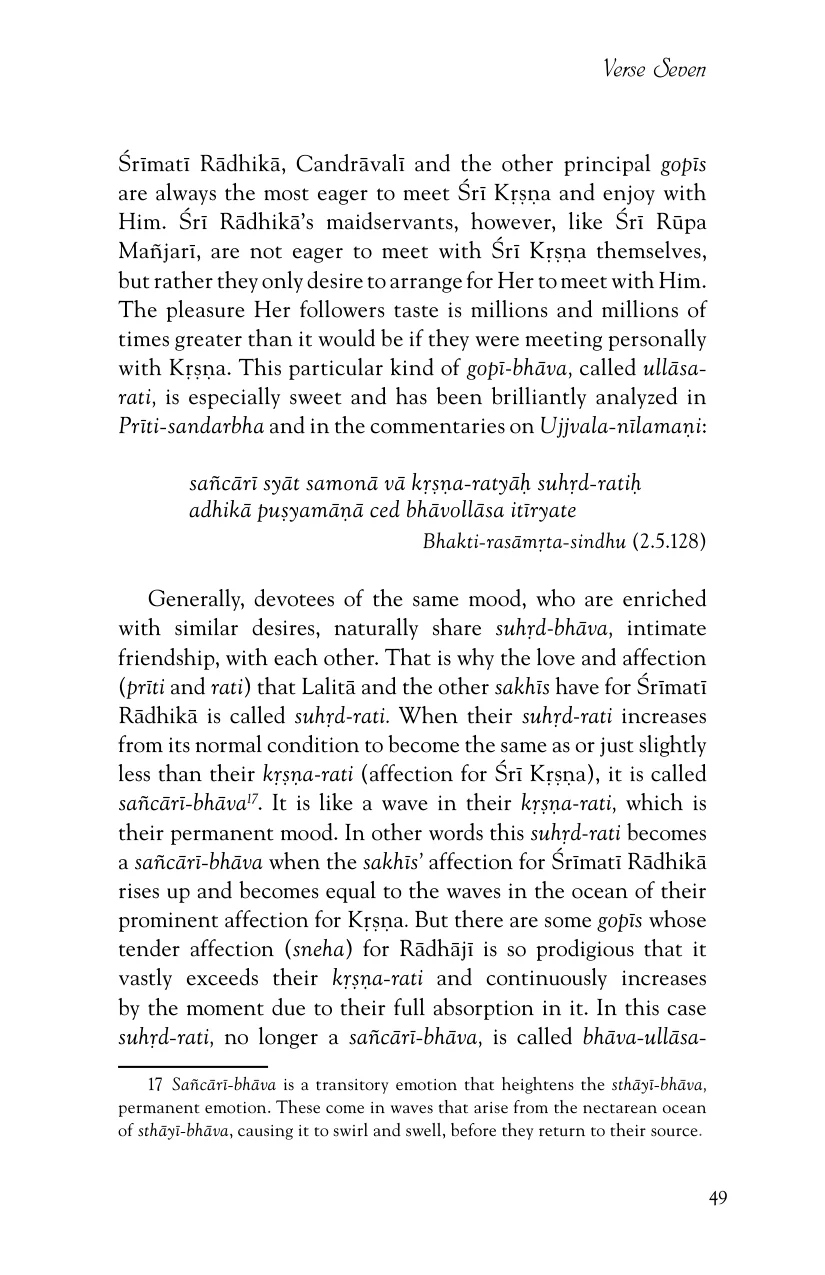 Verse Seven
Śrīmatī Rādhikā, Candrāvalī and the other principal gopīs
are always the most eager to meet Śrī Kṛṣṇa and enjoy with
Him. Śrī Rādhikā’s maidservants, however, like Śrī Rūpa
Mañjarī, are not eager to meet with Śrī Kṛṣṇa themselves,
but rather they only desire to arrange for Her to meet with Him.
The pleasure Her followers taste is millions and millions of
times greater than it would be if they were meeting personally
with Kṛṣṇa. This particular kind of gopī-bhāva, called ullāsa-
rati, is especially sweet and has been brilliantly analyzed in
Prīti-sandarbha and in the commentaries on Ujjvala-nīlamaṇi:
sañcārī syāt samonā vā kṛṣṇa-ratyāḥ suhṛd-ratiḥ
adhikā puṣyamāṇā ced bhāvollāsa itīryate
Bhakti-rasāmṛta-sindhu (2.5.128)
Generally, devotees of the same mood, who are enriched
with similar desires, naturally share suhṛd-bhāva, intimate
friendship, with each other. That is why the love and affection
(prīti and rati) that Lalitā and the other sakhīs have for Śrīmatī
Rādhikā is called suhṛd-rati. When their suhṛd-rati increases
from its normal condition to become the same as or just slightly
less than their kṛṣṇa-rati (affection for Śrī Kṛṣṇa), it is called
sañcārī-bhāva17. It is like a wave in their kṛṣṇa-rati, which is
their permanent mood. In other words this suhṛd-rati becomes
a sañcārī-bhāva when the sakhīs’ affection for Śrīmatī Rādhikā
rises up and becomes equal to the waves in the ocean of their
prominent affection for Kṛṣṇa. But there are some gopīs whose
tender affection (sneha) for Rādhājī is so prodigious that it
vastly exceeds their kṛṣṇa-rati and continuously increases
by the moment due to their full absorption in it. In this case
suhṛd-rati, no longer a sañcārī-bhāva, is called bhāva-ullāsa-
17 Sañcārī-bhāva is a transitory emotion that heightens the sthāyī-bhāva,
permanent emotion. These come in waves that arise from the nectarean ocean
of sthāyī-bhāva, causing it to swirl and swell, before they return to their source.
49